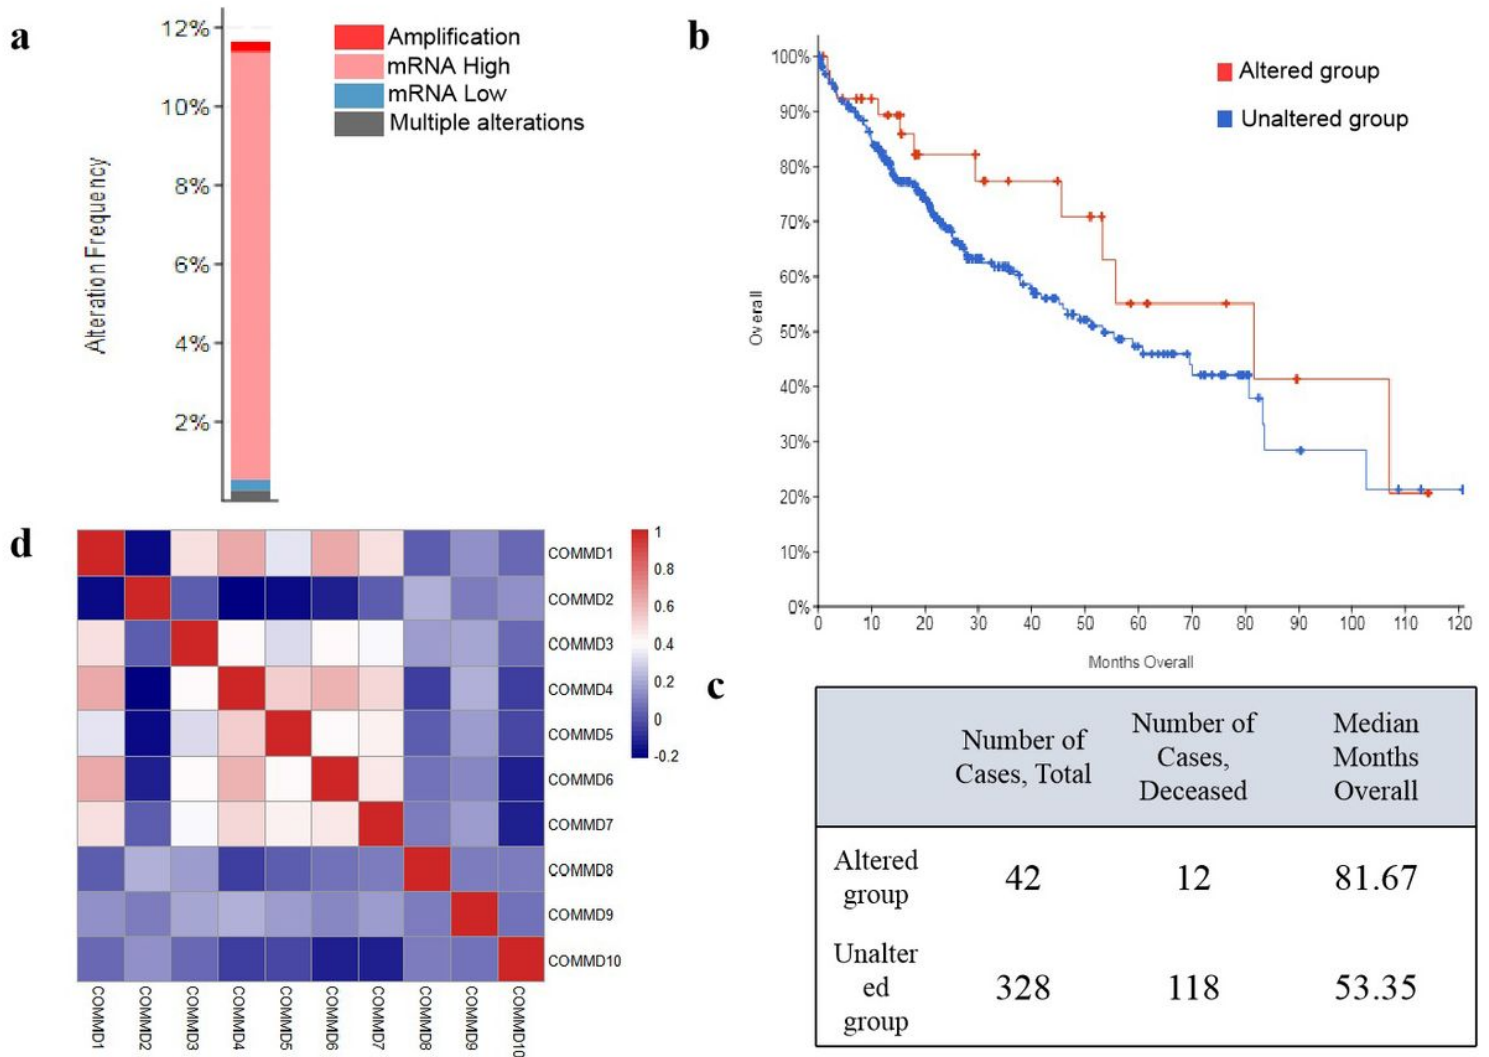 a
12%
10%
8%
6%
4%
2%
Alteration Frequency
Amplification
mRNA High
mRNA Low
Multiple alterations
b
100%
90%
80%
70%
60%
50%
40%
30%
20%
10%
0%
Overall
Altered group
Unaltered group
0 10 20 30 40 50 60 70 80 90 100 110 120
Months Overall
d
COMMD1
COMMD2
COMMD3
COMMD4
COMMD5
COMMD6
COMMD7
COMMD8
COMMD9
COMMD10
COMMD1
COMMD2
COMMD3
COMMD4
COMMD5
COMMD6
COMMD7
COMMD8
COMMD9
COMMD10
1
0.8
0.6
0.4
0.2
0
-0.2
c
Number of
Cases, Total
Number of
Cases,
Deceased
Median
Months
Overall
Altered
group
42
12
81.67
Unalter
ed
group
328
118
53.35